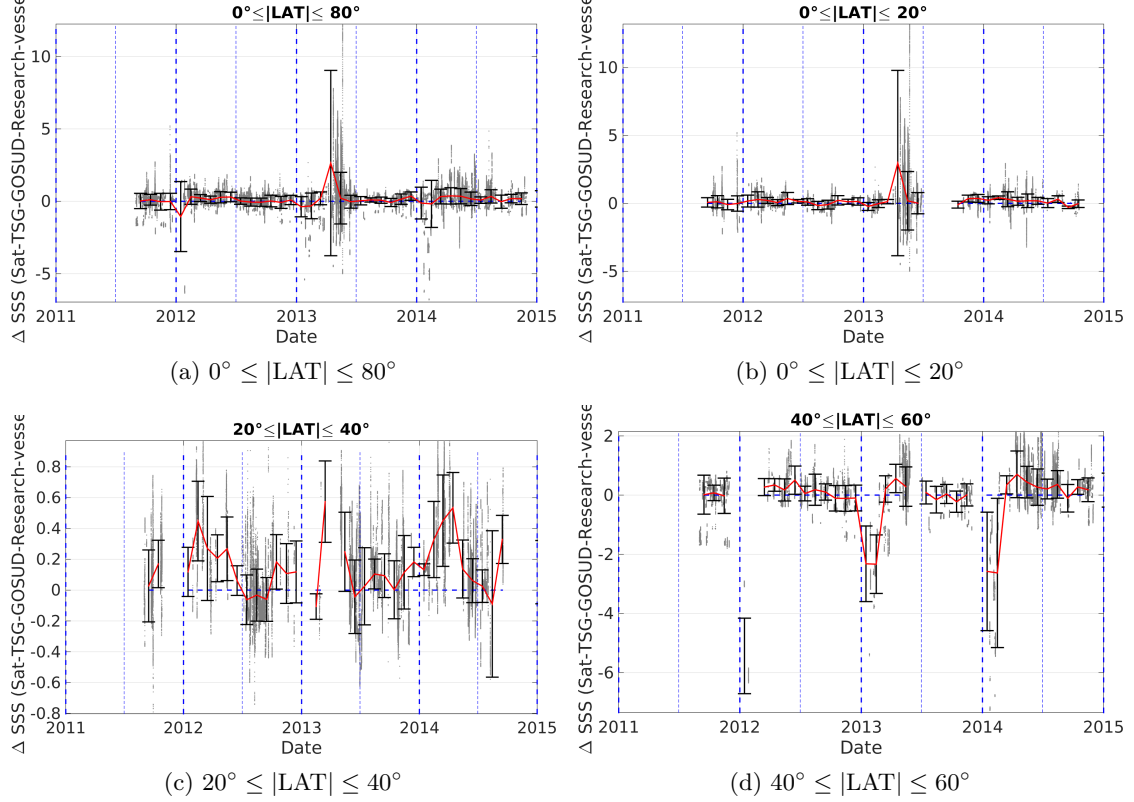 0°≤|LAT|≤ 80°
Δ SSS (Sat-TSG-GOSUD-Research-vesse
10
5
0
-5
2011 2012 2013 2014 2015
Date
(a) 0° ≤ |LAT| ≤ 80°
0°≤|LAT|≤ 20°
Δ SSS (Sat-TSG-GOSUD-Research-vesse
10
5
0
-5
2011 2012 2013 2014 2015
Date
(b) 0° ≤ |LAT| ≤ 20°
20°≤|LAT|≤ 40°
Δ SSS (Sat-TSG-GOSUD-Research-vesse
0.8
0.6
0.4
0.2
0
-0.2
-0.4
-0.6
-0.8
2011 2012 2013 2014 2015
Date
(c) 20° ≤ |LAT| ≤ 40°
40°≤|LAT|≤ 60°
Δ SSS (Sat-TSG-GOSUD-Research-vesse
2
0
-2
-4
-6
2011 2012 2013 2014 2015
Date
(d) 40° ≤ |LAT| ≤ 60°